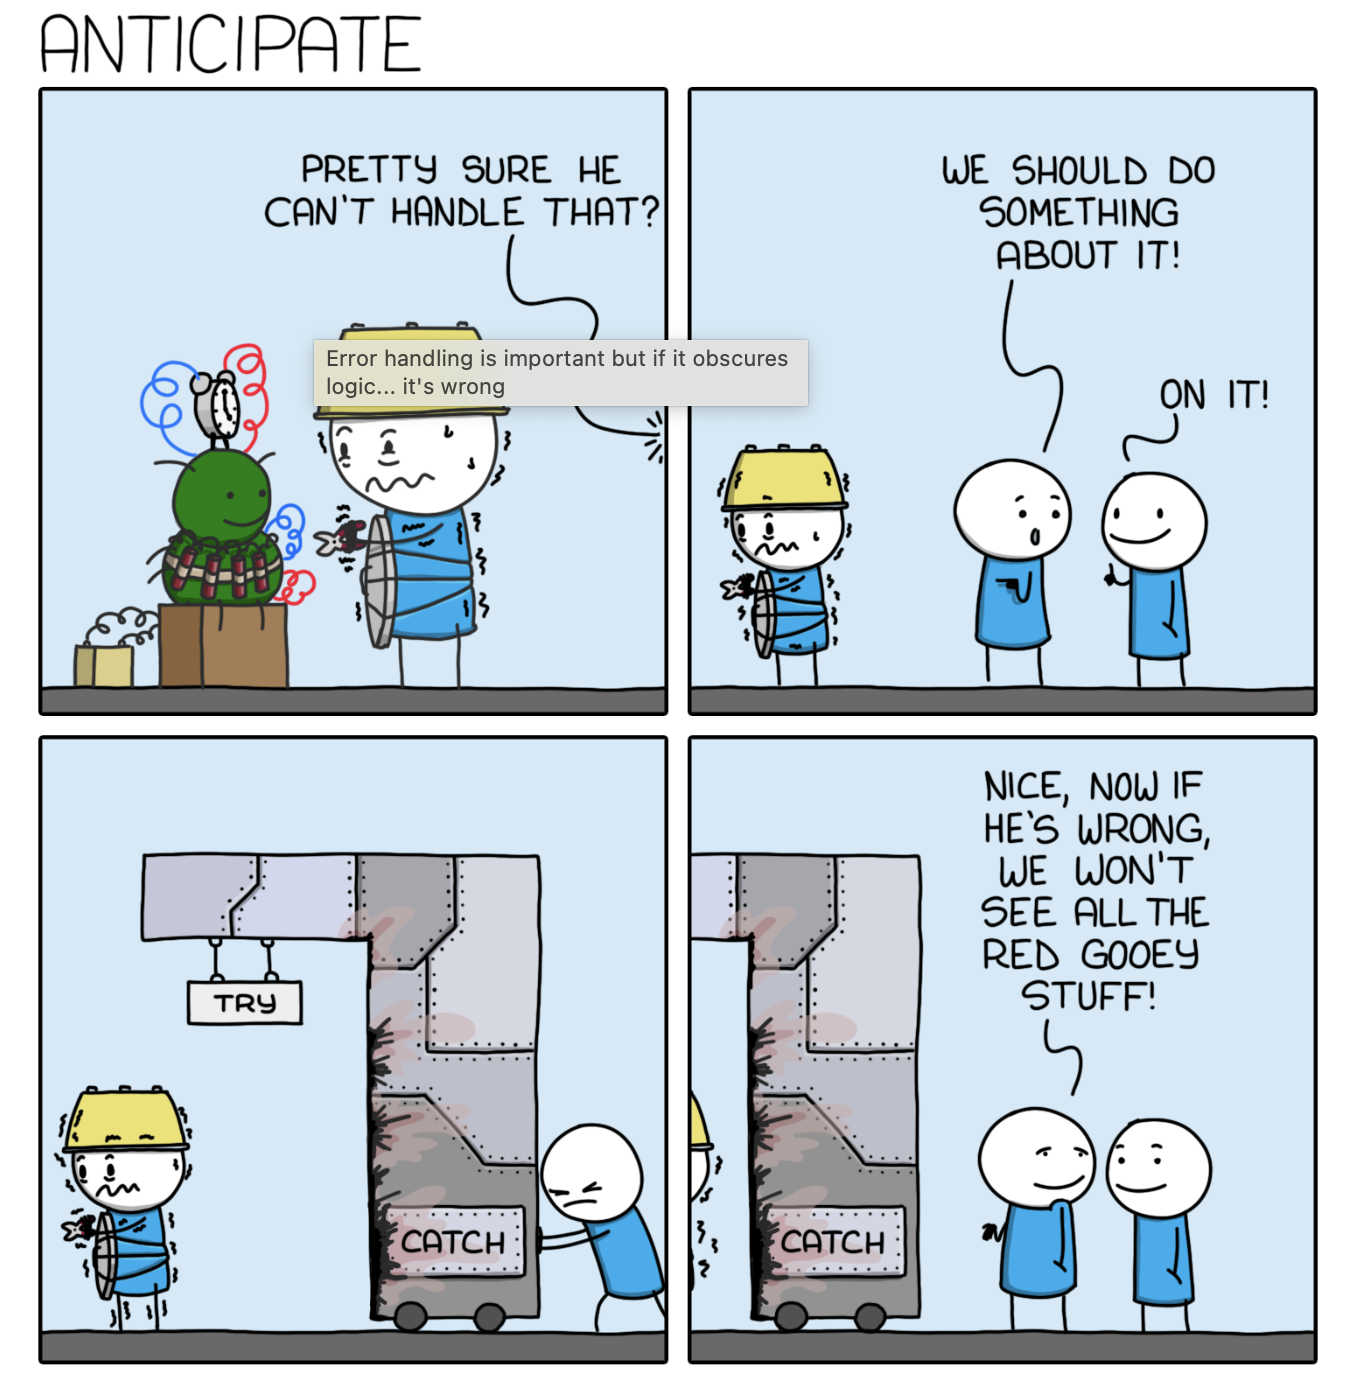 ANTICIPATE
PRETTY SURE HE
CAN'T HANDLE THAT?
Error handling is important but if it obscures
logic... it's wrong
WE SHOULD DO
SOMETHING
ABOUT IT!
ON IT!
TRY
CATCH
NICE, NOW IF
HE'S WRONG,
WE WON'T
SEE ALL THE
RED GOOEY
STUFF!
CATCH